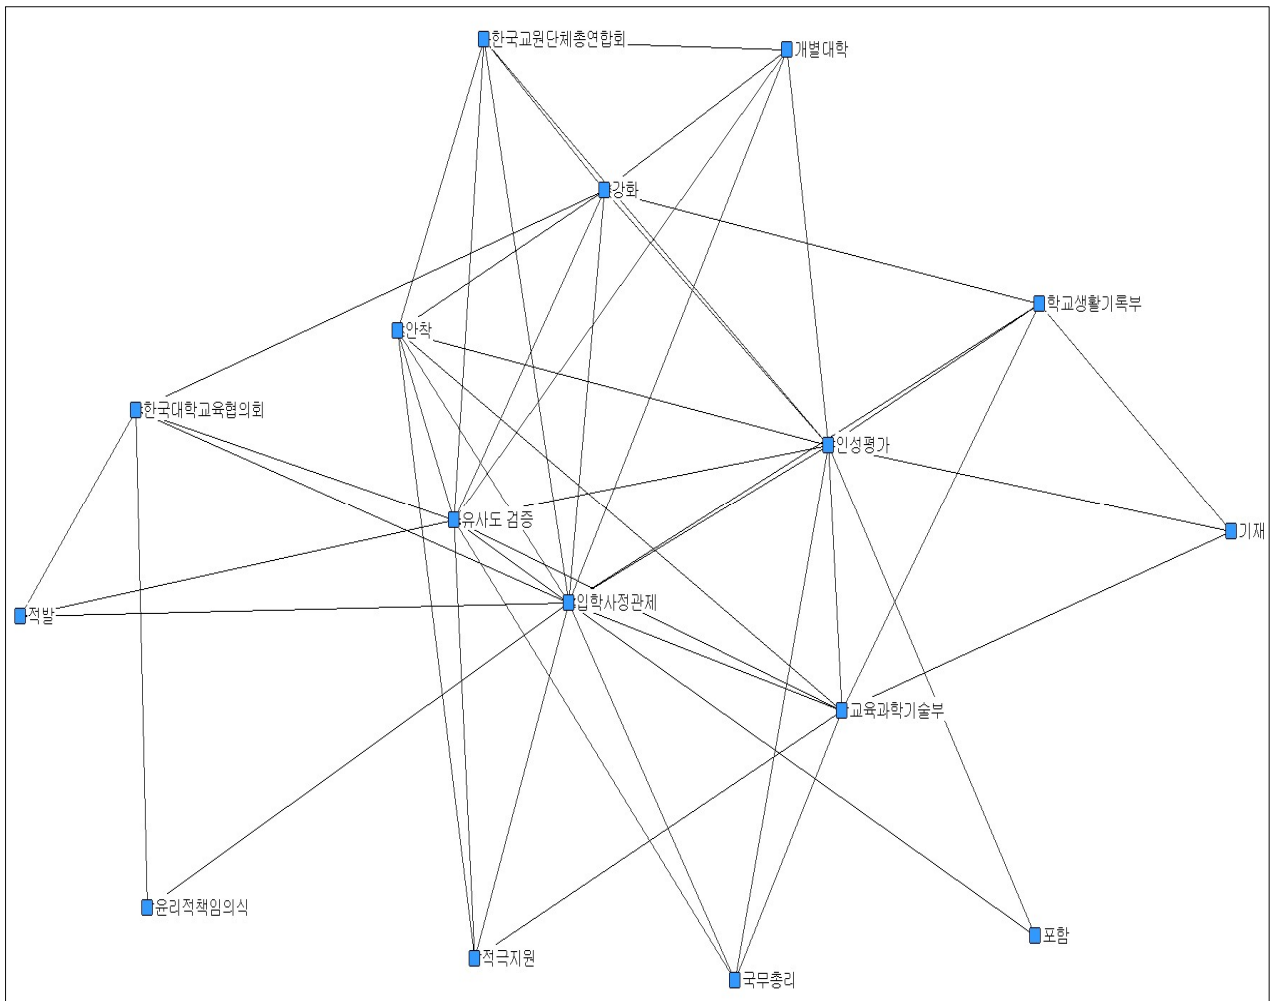 한국교원단체총연합회
개별대학
강화
학교생활기록부
안착
한국대학교육협의회
인성평가
유사도 검증
기재
입학사정관제
적발
교육과학기술부
윤리적책임의식
포함
적극지원
국무총리